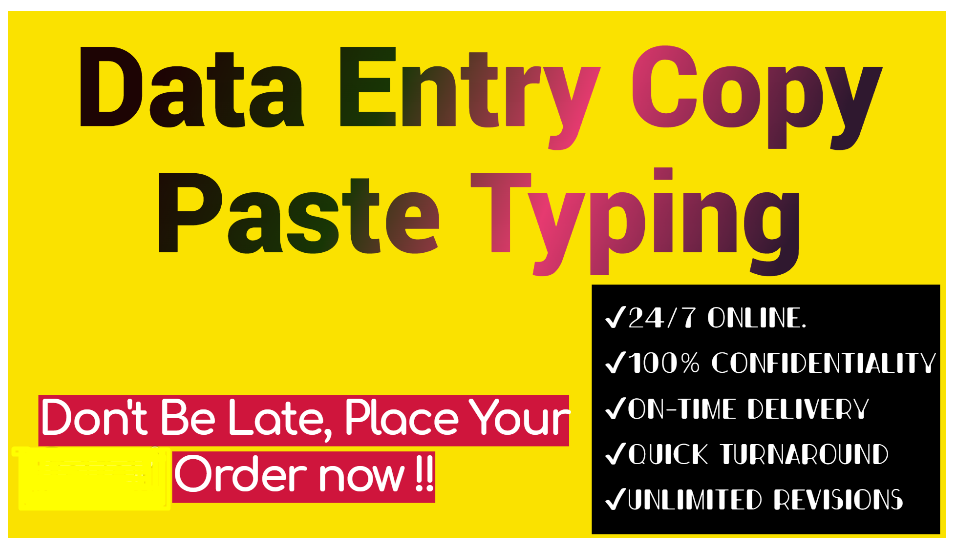 Data Entry Copy
Paste Typing
✓24/7 ONLINE.
✓100% CONFIDENTIALITY
✓ON-TIME DELIVERY
✓QUICK TURNAROUND
✓UNLIMITED REVISIONS
Don't Be Late, Place Your
Order now !!